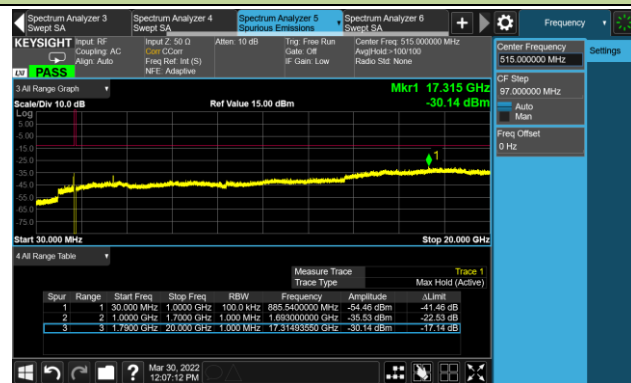 Spectrum Analyzer 3
Swept SA
Spectrum Analyzer 4
Swept SA
Spectrum Analyzer 5
Spurious Emissions
Spectrum Analyzer 6
Swept SA
Frequency
KEYSIGHT
Input: RF
Coupling: AC
Align: Auto
Input Z: 50 Ω
Corr CCorr
Freq Ref: Int (S)
NFE: Adaptive
Atten: 10 dB
Trig: Free Run
Gate: Off
IF Gain: Low
Center Freq: 515.000000 MHz
Avg|Hold:>100/100
Radio Std: None
LXI PASS
Center Frequency
515.000000 MHz
Settings
CF Step
97.000000 MHz
Auto
Man
Freq Offset
0 Hz
3 All Range Graph
Mkr1 17.315 GHz
-30.14 dBm
Scale/Div 10.0 dB
Ref Value 15.00 dBm
Log
5.00
-5.00
-15.0
-25.0
-35.0
-45.0
-55.0
-65.0
-75.0
1
Start 30.000 MHz
Stop 20.000 GHz
4 All Range Table
Measure Trace Trace 1
Trace Type Max Hold (Active)
Spur Range Start Freq Stop Freq RBW Frequency Amplitude ΔLimit
1 1 30.000 MHz 1.0000 GHz 100.0 kHz 885.5400000 MHz -54.46 dBm -41.46 dB
2 2 1.0000 GHz 1.7000 GHz 1.000 MHz 1.693000000 GHz -35.53 dBm -22.53 dB
3 3 1.7900 GHz 20.000 GHz 1.000 MHz 17.31493550 GHz -30.14 dBm -17.14 dB
?
Mar 30, 2022
12:07:12 PM